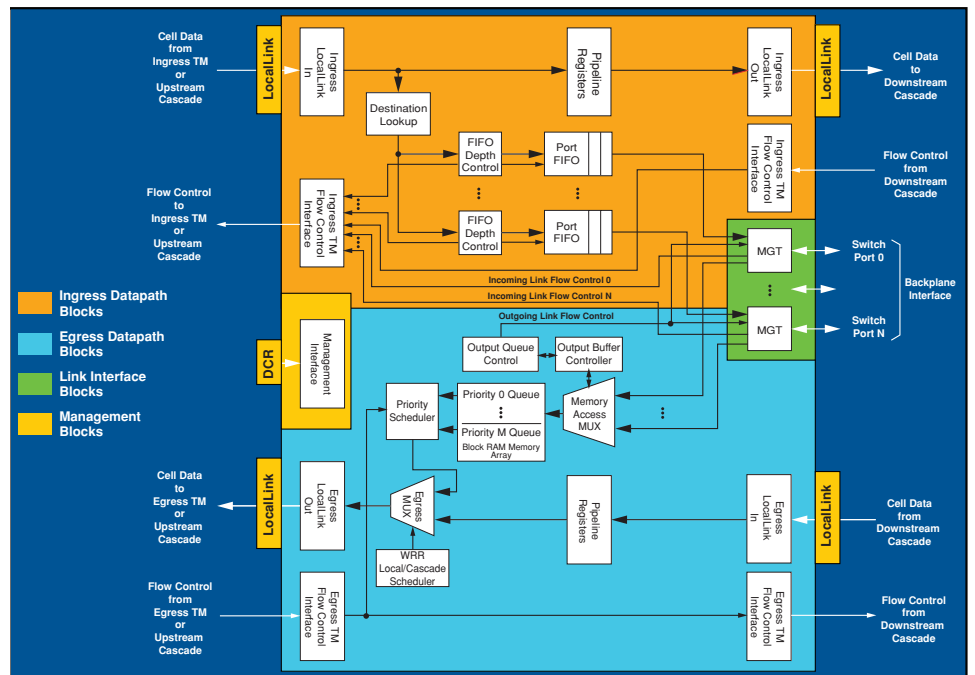 Cell Data
from
Ingress TM
or
Upstream
Cascade
LocalLink
Ingress
LocalLink
In
Pipeline
Registers
Ingress
LocalLink
Out
LocalLink
Cell Data
to
Downstream
Cascade
Destination
Lookup
FIFO
Depth
Control
Port
FIFO
Ingress TM
Flow Control
Interface
Flow Control
from
Downstream
Cascade
Flow Control
to
Ingress TM
or
Upstream
Cascade
Ingress TM
Flow Control
Interface
FIFO
Depth
Control
Port
FIFO
MGT
Switch
Port 0
Backplane
Interface
Incoming Link Flow Control 0
Incoming Link Flow Control N
Outgoing Link Flow Control
MGT
Switch
Port N
Ingress Datapath
Blocks
Egress Datapath
Blocks
Link Interface
Blocks
Management
Blocks
DCR
Management
Interface
Output Queue
Control
Output Buffer
Controller
Priority
Scheduler
Priority 0 Queue
Priority M Queue
Block RAM Memory
Array
Memory
Access
MUX
Cell Data
to
Egress TM
or
Upstream
Cascade
LocalLink
Egress
LocalLink
Out
Egress
MUX
WRR
Local/Cascade
Scheduler
Pipeline
Registers
Egress
LocalLink
In
LocalLink
Cell Data
from
Downstream
Cascade
Flow Control
from
Egress TM
or
Upstream
Cascade
Egress TM
Flow Control
Interface
Egress TM
Flow Control
Interface
Flow Control
from
Downstream
Cascade